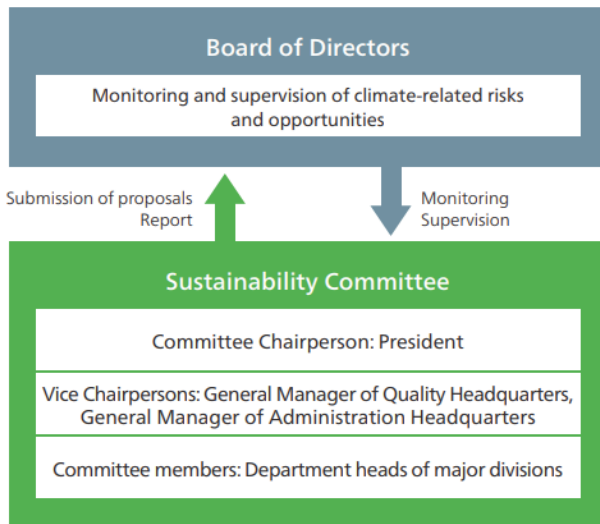 Board of Directors
Monitoring and supervision of climate-related risks
and opportunities
Submission of proposals
Report
Monitoring
Supervision
Sustainability Committee
Committee Chairperson: President
Vice Chairpersons: General Manager of Quality Headquarters,
General Manager of Administration Headquarters
Committee members: Department heads of major divisions